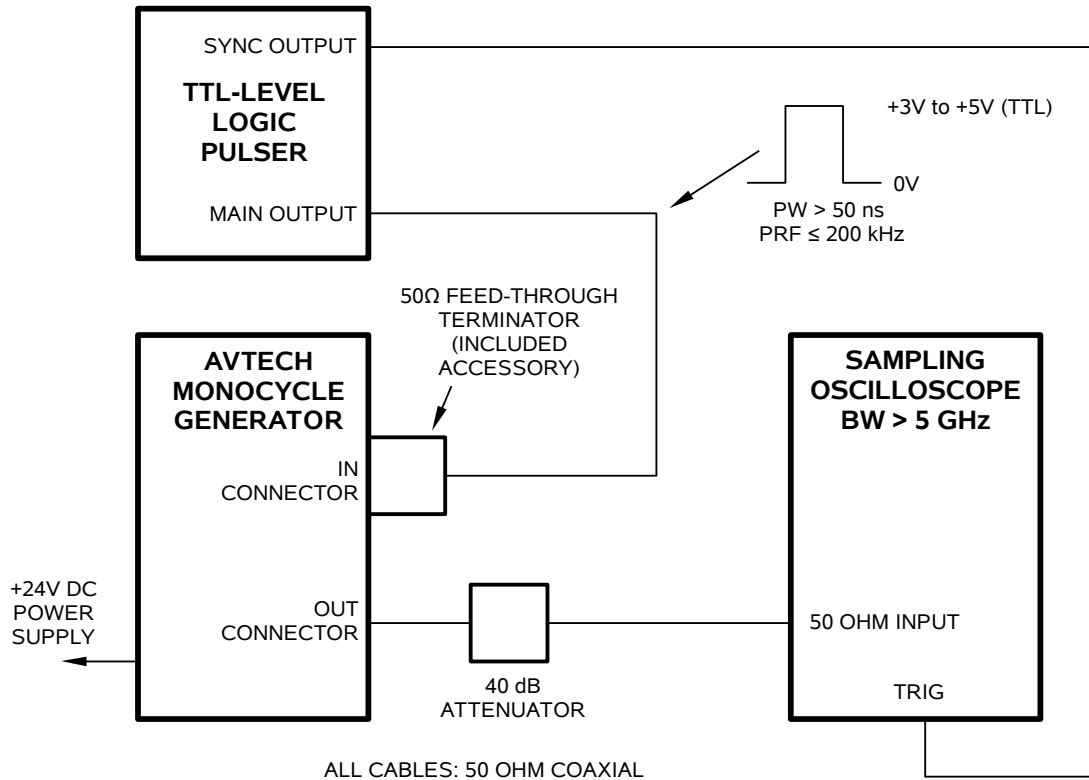 SYNC OUTPUT
TTL-LEVEL
LOGIC
PULSER
MAIN OUTPUT
+3V to +5V (TTL)
0V
PW > 50 ns
PRF ≤ 200 kHz
50Ω FEED-THROUGH
TERMINATOR
(INCLUDED
ACCESSORY)
AVTECH
MONOCYCLE
GENERATOR
IN
CONNECTOR
OUT
CONNECTOR
+24V DC
POWER
SUPPLY
40 dB
ATTENUATOR
SAMPLING
OSCILLOSCOPE
BW > 5 GHz
50 OHM INPUT
TRIG
ALL CABLES: 50 OHM COAXIAL